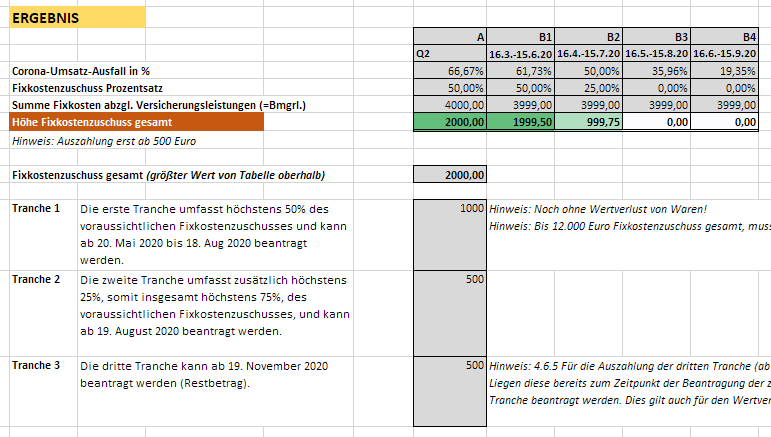 ERGEBNIS
A B1 B2 B3 B4
Q2 16.3.-15.6.20 16.4.-15.7.20 16.5.-15.8.20 16.6.-15.9.20
Corona-Umsatz-Ausfall in % 66,67% 61,73% 50,00% 35,96% 19,35%
Fixkostenzuschuss Prozentsatz 50,00% 50,00% 25,00% 0,00% 0,00%
Summe Fixkosten abzgl. Versicherungsleistungen (=Bmgrl.) 4000,00 3999,00 3999,00 3999,00 3999,00
Höhe Fixkostenzuschuss gesamt 2000,00 1999,50 999,75 0,00 0,00
Hinweis: Auszahlung erst ab 500 Euro
Fixkostenzuschuss gesamt (größter Wert von Tabelle oberhalb) 2000,00
Tranche 1 Die erste Tranche umfasst höchstens 50% des 1000 Hinweis: Noch ohne Wertverlust von Waren!
voraussichtlichen Fixkostenzuschusses und kann Hinweis: Bis 12.000 Euro Fixkostenzuschuss gesamt, muss
ab 20. Mai 2020 bis 18. Aug 2020 beantragt
werden.
Tranche 2 Die zweite Tranche umfasst zusätzlich höchstens 500
25%, somit insgesamt höchstens 75%, des
voraussichtlichen Fixkostenzuschusses, und kann
ab 19. August 2020 beantragt werden.
Tranche 3 Die dritte Tranche kann ab 19. November 2020 500 Hinweis: 4.6.5 Für die Auszahlung der dritten Tranche (ab
beantragt werden (Restbetrag). Liegen diese bereits zum Zeitpunkt der Beantragung der z
Tranche beantragt werden. Dies gilt auch für den Wertver